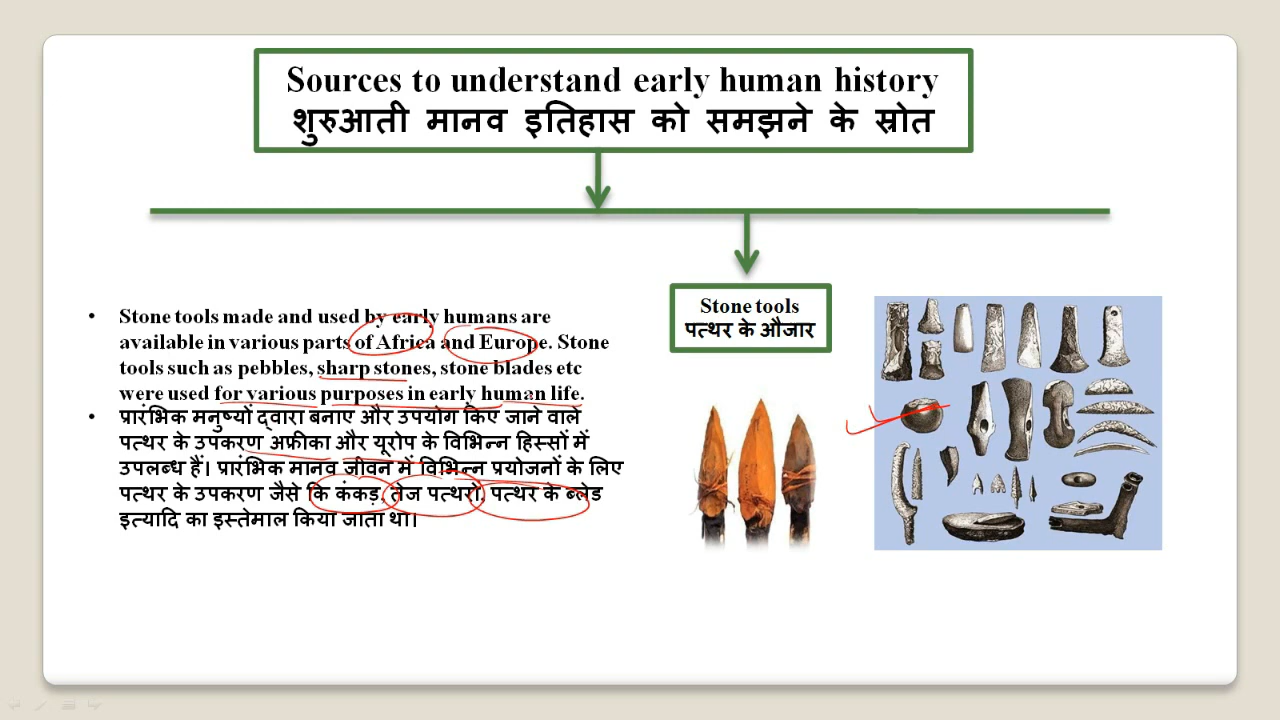 Sources to understand early human history
शुरुआती मानव इतिहास को समझने के स्रोत
Stone tools
पत्थर के औजार
• Stone tools made and used by early humans are
available in various parts of Africa and Europe. Stone
tools such as pebbles, sharp stones, stone blades etc
were used for various purposes in early human life.
• प्रारंभिक मनुष्यों द्वारा बनाए और उपयोग किए जाने वाले
पत्थर के उपकरण अफ्रीका और यूरोप के विभिन्न हिस्सों में
उपलब्ध हैं। प्रारंभिक मानव जीवन में विभिन्न प्रयोजनों के लिए
पत्थर के उपकरण जैसे कि कंकड़, तेज पत्थरों, पत्थर के ब्लेड
इत्यादि का इस्तेमाल किया जाता था।